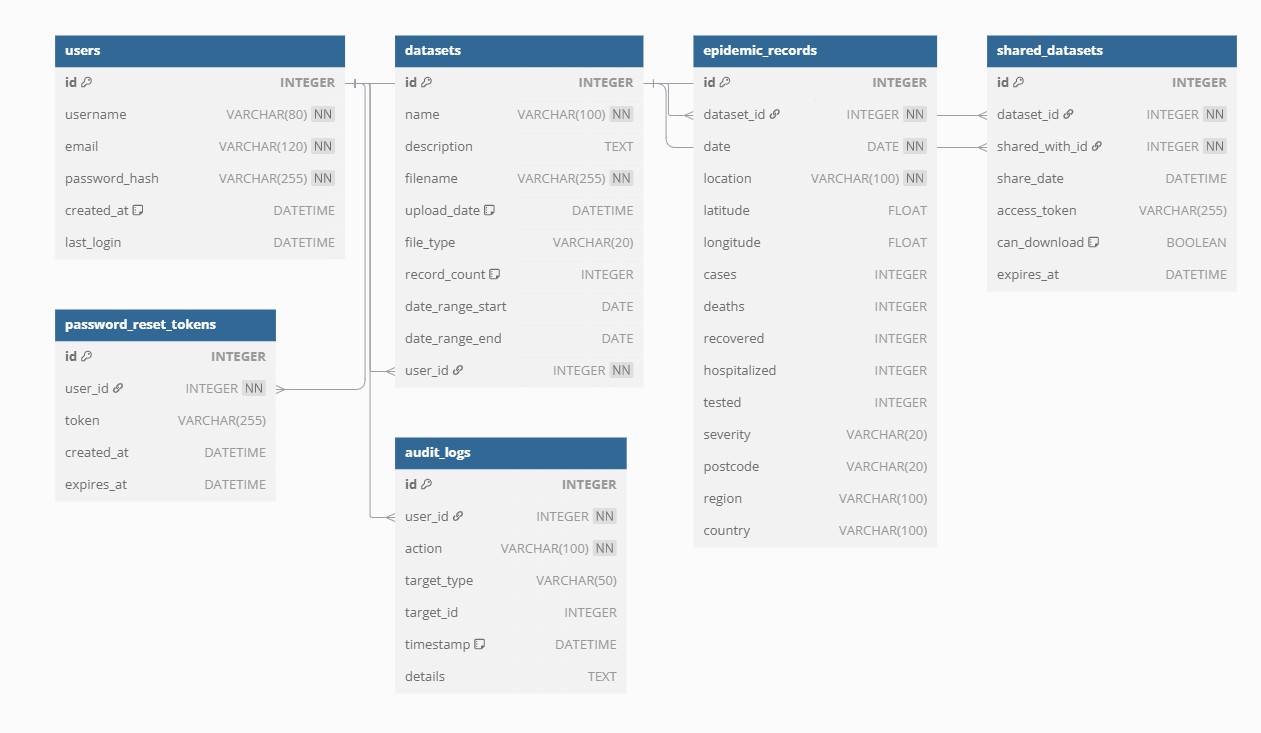 users
id INTEGER
username VARCHAR(80) NN
email VARCHAR(120) NN
password_hash VARCHAR(255) NN
created_at DATETIME
last_login DATETIME
password_reset_tokens
id INTEGER
user_id INTEGER NN
token VARCHAR(255)
created_at DATETIME
expires_at DATETIME
datasets
id INTEGER
name VARCHAR(100) NN
description TEXT
filename VARCHAR(255) NN
upload_date DATETIME
file_type VARCHAR(20)
record_count INTEGER
date_range_start DATE
date_range_end DATE
user_id INTEGER NN
audit_logs
id INTEGER
user_id INTEGER NN
action VARCHAR(100) NN
target_type VARCHAR(50)
target_id INTEGER
timestamp DATETIME
details TEXT
epidemic_records
id INTEGER
dataset_id INTEGER NN
date DATE NN
location VARCHAR(100) NN
latitude FLOAT
longitude FLOAT
cases INTEGER
deaths INTEGER
recovered INTEGER
hospitalized INTEGER
tested INTEGER
severity VARCHAR(20)
postcode VARCHAR(20)
region VARCHAR(100)
country VARCHAR(100)
shared_datasets
id INTEGER
dataset_id INTEGER NN
shared_with_id INTEGER NN
share_date DATETIME
access_token VARCHAR(255)
can_download BOOLEAN
expires_at DATETIME